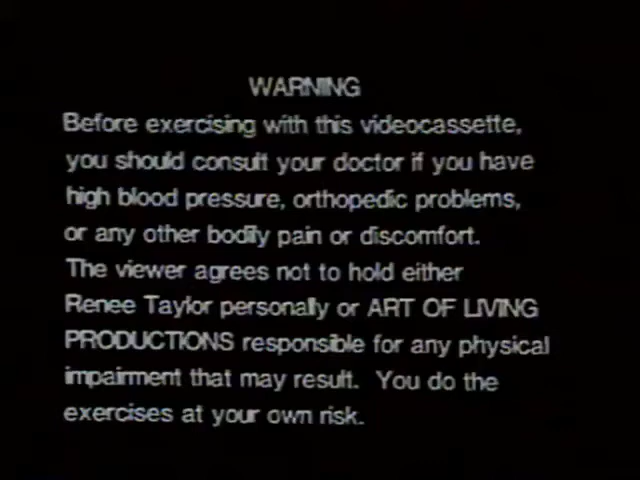 WARNING
Before exercising with this videocassette,
you should consult your doctor if you have
high blood pressure, orthopedic problems,
or any other bodily pain or discomfort.
The viewer agrees not to hold either
Renee Taylor personally or ART OF LIVING
PRODUCTIONS responsible for any physical
impairment that may result. You do the
exercises at your own risk.